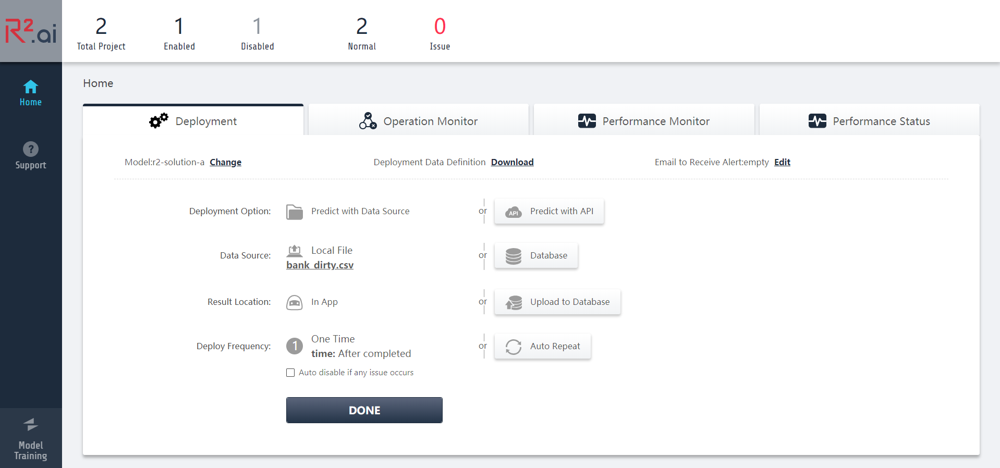 R2.ai
2
Total Project
1
Enabled
1
Disabled
2
Normal
0
Issue
Home
Support
Model
Training
Home
Deployment
Operation Monitor
Performance Monitor
Performance Status
Model:r2-solution-a Change
Deployment Data Definition Download
Email to Receive Alert:empty Edit
Deployment Option: Predict with Data Source or API Predict with API
Data Source: Local File
bank_dirty.csv
or Database
Result Location: In App or Upload to Database
Deploy Frequency: 1 One Time
time: After completed
or Auto Repeat
Auto disable if any issue occurs
DONE